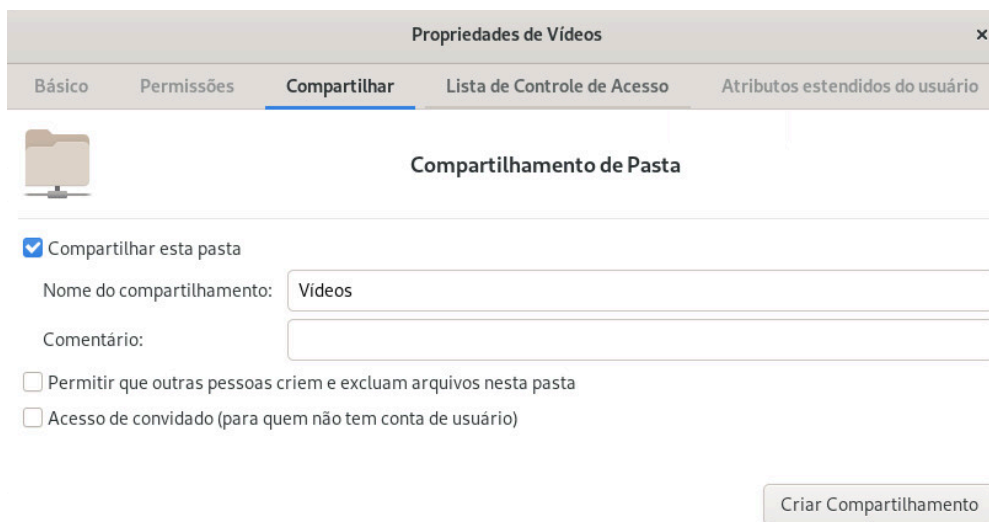 Propriedades de Vídeos ×
Básico Permissões Compartilhar Lista de Controle de Acesso Atributos estendidos do usuário
Compartilhamento de Pasta
Compartilhar esta pasta
Nome do compartilhamento: Vídeos
Comentário:
Permitir que outras pessoas criem e excluam arquivos nesta pasta
Acesso de convidado (para quem não tem conta de usuário)
Criar Compartilhamento